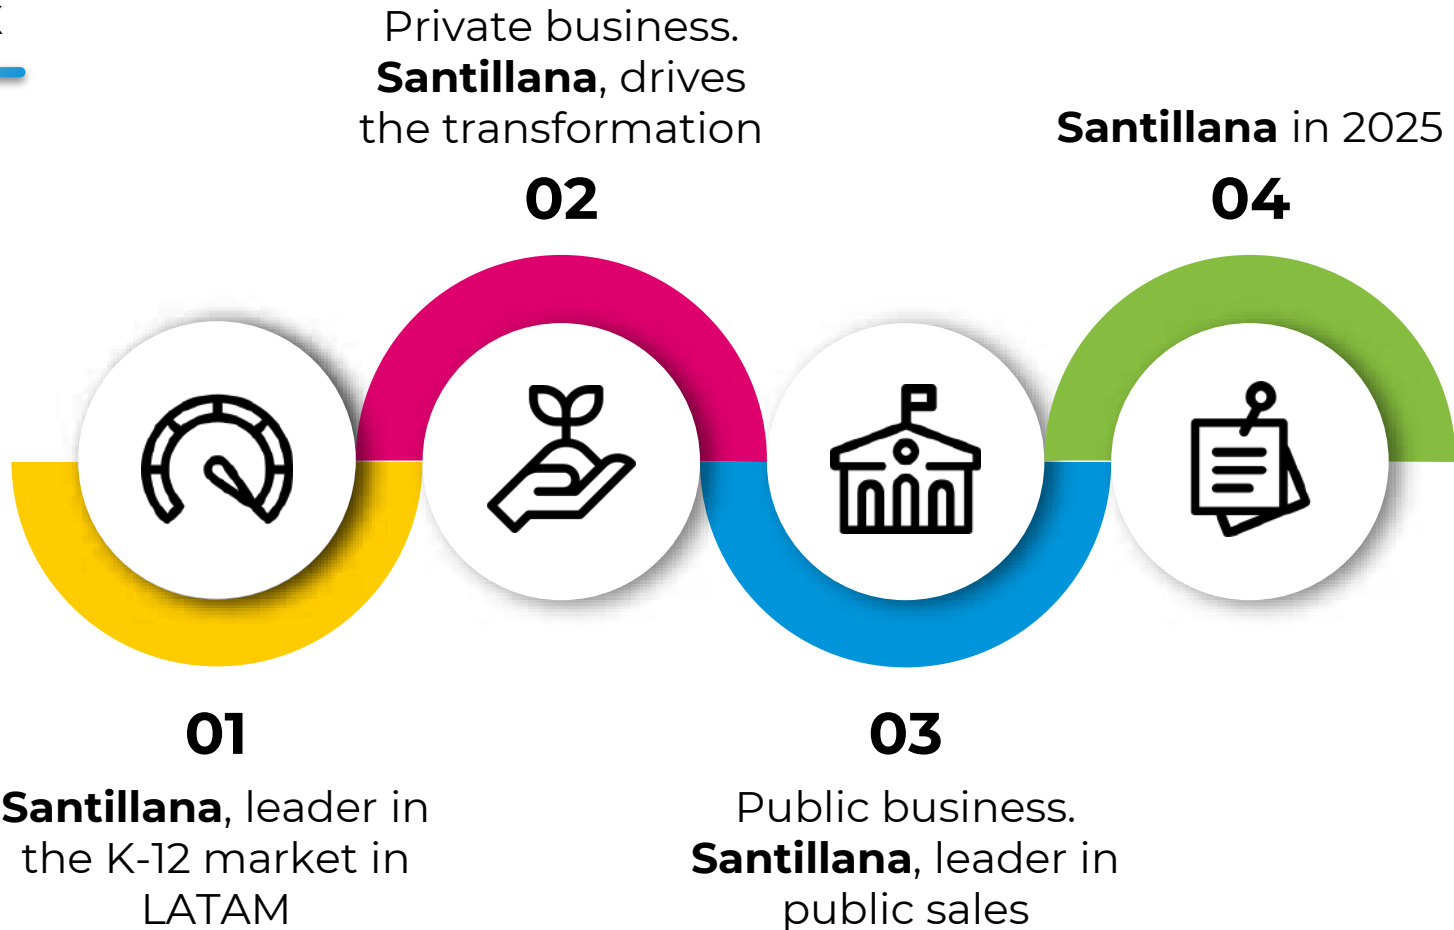 Private business.
Santillana, drives
the transformation
02
Santillana in 2025
04
01
Santillana, leader in
the K-12 market in
LATAM
03
Public business.
Santillana, leader in
public sales